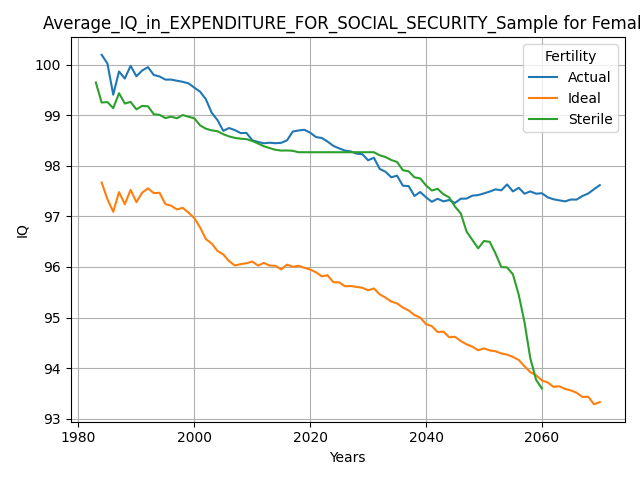 Average_IQ_in_EXPENDITURE_FOR_SOCIAL_SECURITY_Sample for Femal
Fertility
Actual
Ideal
Sterile
IQ
100
99
98
97
96
95
94
93
1980 2000 2020 2040 2060
Years